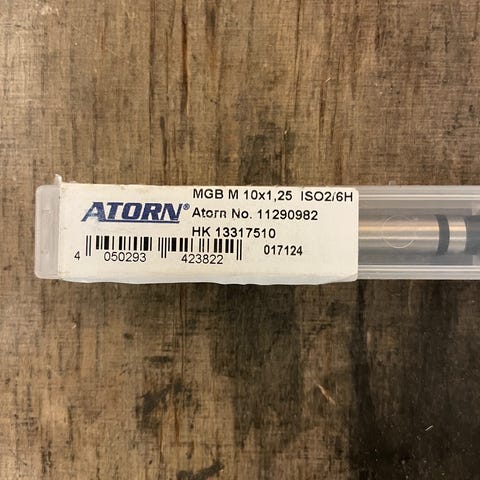 MGB M 10x1,25 ISO2/6H
ATORN®
Atorn No. 11290982
HK 13317510
4 050293 423822
017124